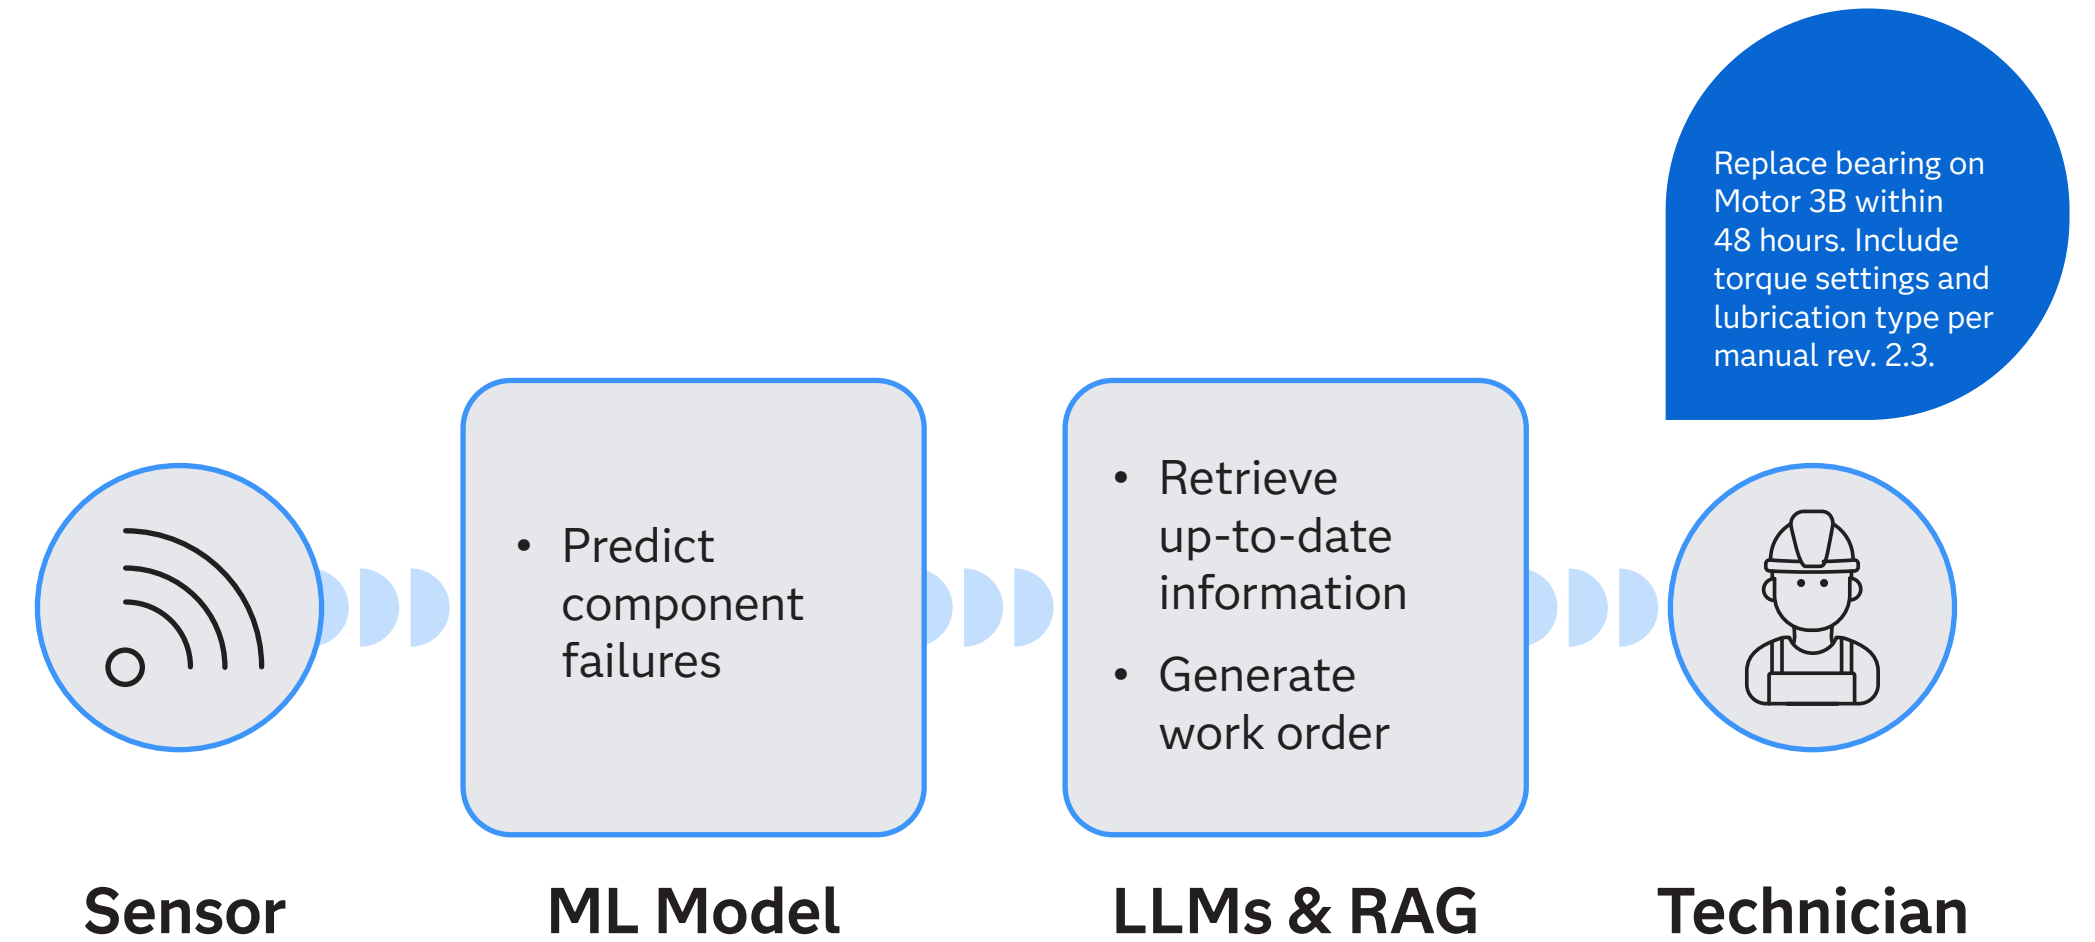 Replace bearing on
Motor 3B within
48 hours. Include
torque settings and
lubrication type per
manual rev. 2.3.
• Predict
component
failures
• Retrieve
up-to-date
information
• Generate
work order
Sensor
ML Model
LLMs & RAG
Technician